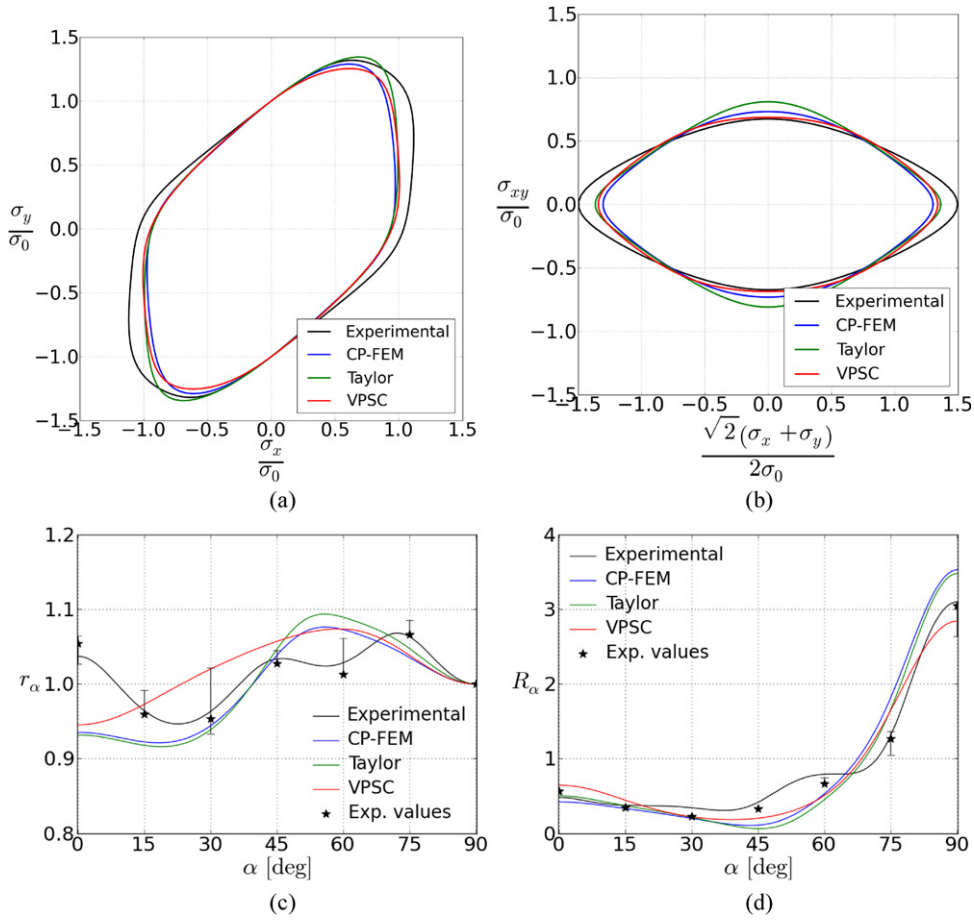 1.5
1.0
0.5
0.0
−0.5
−1.0
−1.5
σy/σ0
−1.5 −1.0 −0.5 0.0 0.5 1.0 1.5
σx/σ0
Experimental
CP-FEM
Taylor
VPSC
(a)
1.5
1.0
0.5
0.0
−0.5
−1.0
−1.5
σxy/σ0
−1.5 −1.0 −0.5 0.0 0.5 1.0 1.5
√2(σx + σy)/2σ0
Experimental
CP-FEM
Taylor
VPSC
(b)
1.2
1.1
1.0
0.9
0.8
rα
Experimental
CP-FEM
Taylor
VPSC
Exp. values
0 15 30 45 60 75 90
α [deg]
(c)
4
3
2
1
0
Rα
Experimental
CP-FEM
Taylor
VPSC
Exp. values
0 15 30 45 60 75 90
α [deg]
(d)